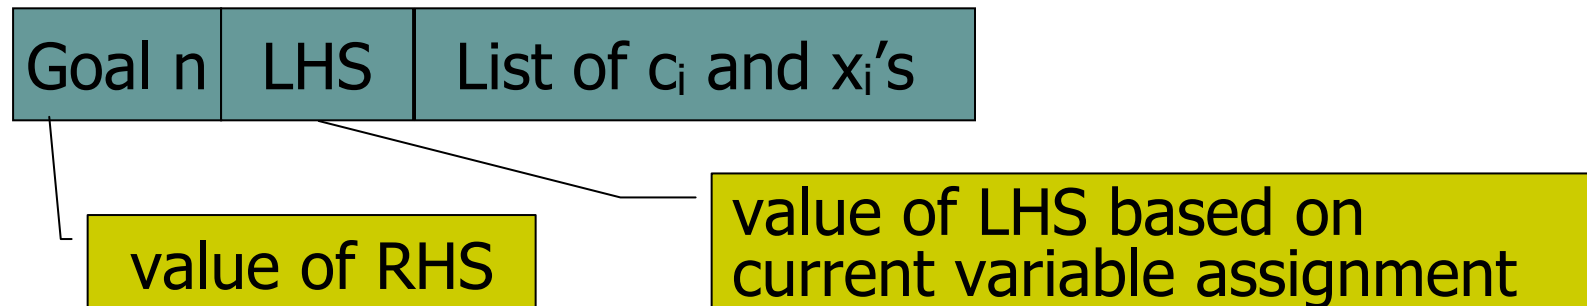 Goal n LHS List of cᵢ and xᵢ’s
value of RHS
value of LHS based on
current variable assignment